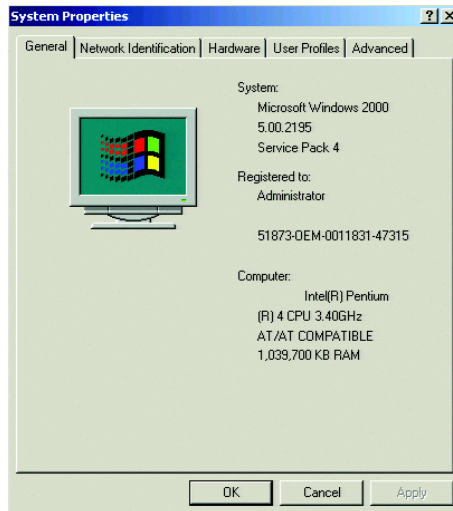 System Properties
General Network Identification Hardware User Profiles Advanced
System:
Microsoft Windows 2000
5.00.2195
Service Pack 4
Registered to:
Administrator
51873-OEM-0011831-47315
Computer:
Intel(R) Pentium
(R) 4 CPU 3.40GHz
AT/AT COMPATIBLE
1,039,700 KB RAM
OK Cancel Apply